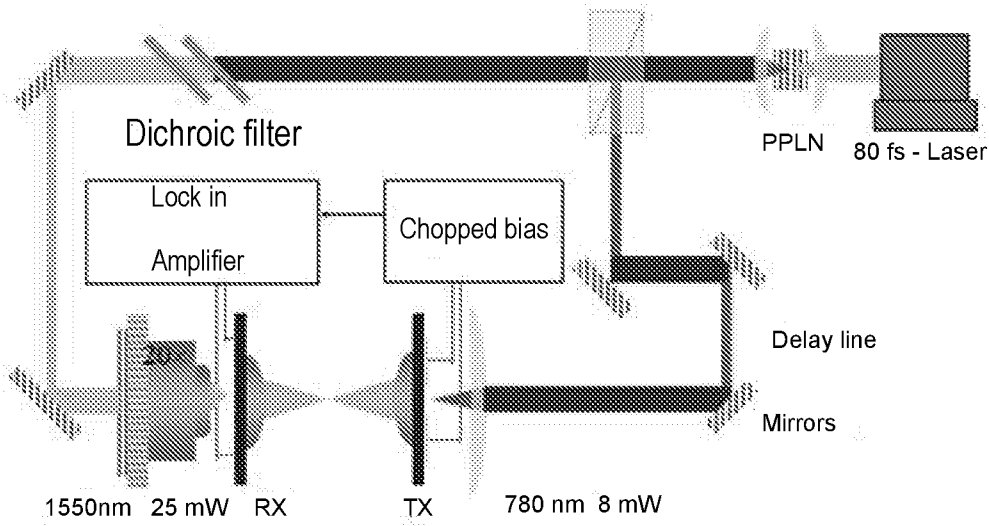 Dichroic filter
PPLN
80 fs - Laser
Lock in
Amplifier
Chopped bias
Delay line
Mirrors
1550nm 25 mW RX TX 780 nm 8 mW